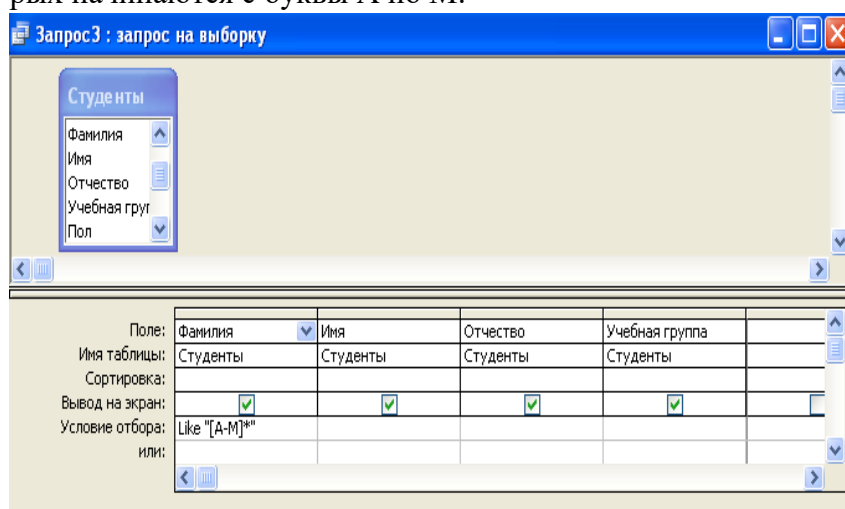 рых начинаются с буквы А по М.
Запрос3 : запрос на выборку
Студенты
Фамилия
Имя
Отчество
Учебная груг
Пол
Поле: Фамилия Имя Отчество Учебная группа
Имя таблицы: Студенты Студенты Студенты Студенты
Сортировка:
Вывод на экран:
Условие отбора: Like "[А-М]*"
или: